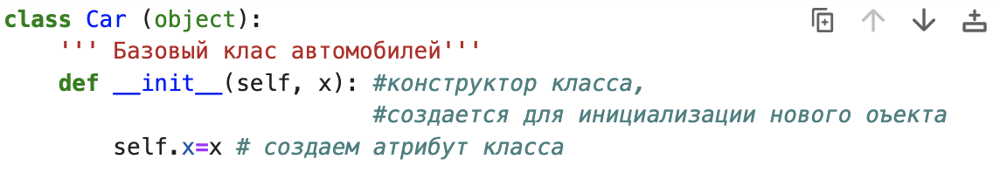 class Car (object):
''' Базовый клас автомобилей'''
def __init__(self, x): #конструктор класса,
#создается для инициализации нового оъекта
self.x=x # создаем атрибут класса